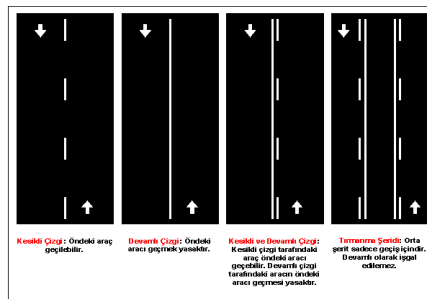 Kesikli Çizgi: Öndeki araç
geçilebilir.
Devamlı Çizgi: Öndeki
aracı geçmek yasaktır.
Kesikli ve Devamlı Çizgi:
Kesikli çizgi tarafındaki
araç öndeki aracı
geçebilir. Devamlı çizgi
tarafındaki aracın öndeki
aracı geçmesi yasaktır.
Tırmanma Şeridi: Orta
şerit sadece geçiş içindir.
Devamlı olarak işgal
edilemez.